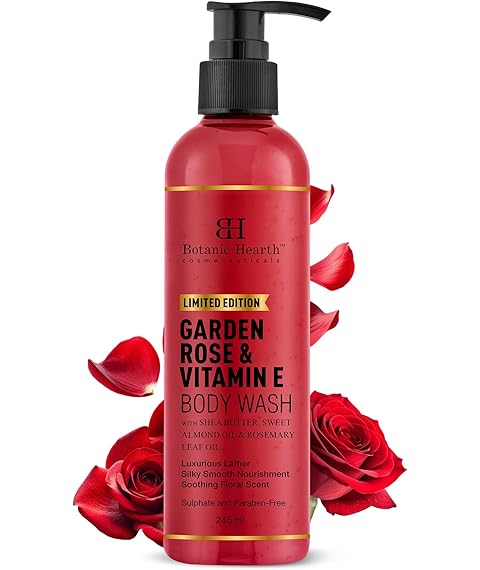 BH
Botanic Hearth™
cosmeceuticals
LIMITED EDITION
GARDEN
ROSE &
VITAMIN E
BODY WASH
WITH SHEA BUTTER, SWEET
ALMOND OIL & ROSEMARY
LEAF OIL
Luxurious Lather
Silky Smooth Nourishment
Soothing Floral Scent
Sulphate and Paraben-Free
245 ml